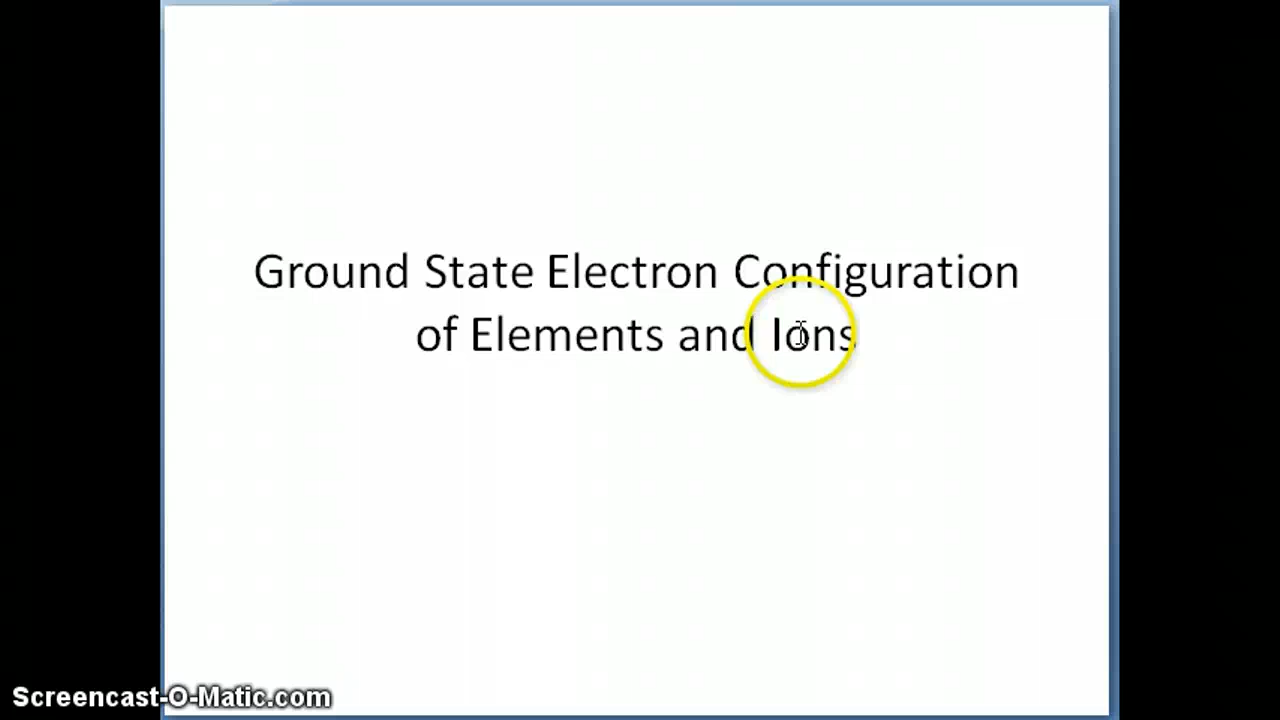 Ground State Electron Configuration
of Elements and Ions
Screencast-O-Matic.com